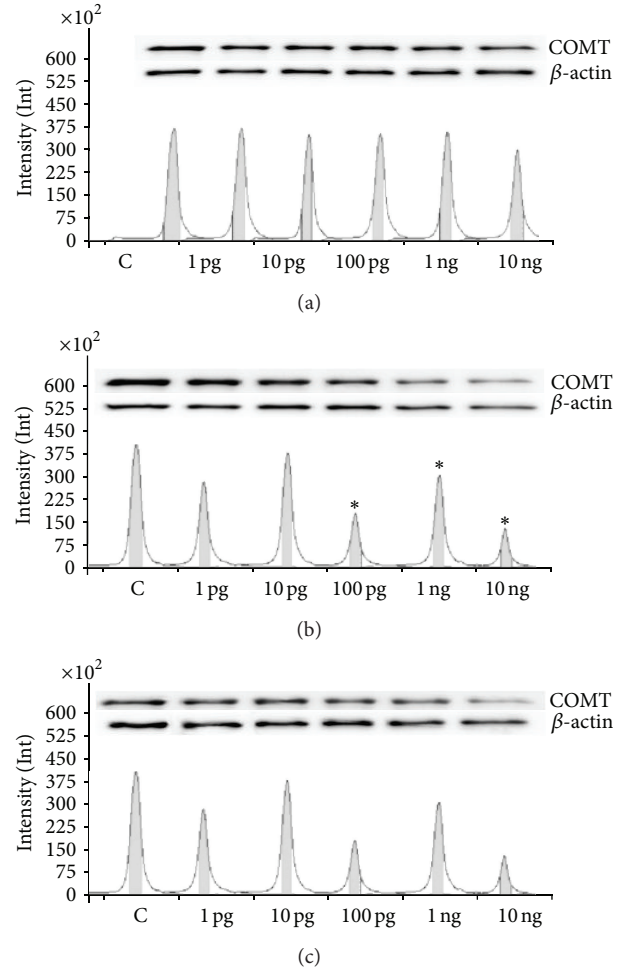 ×10²
COMT
β-actin
600
525
450
375
300
225
150
75
0
Intensity (Int)
C 1 pg 10 pg 100 pg 1 ng 10 ng
(a)
×10²
COMT
β-actin
600
525
450
375
300
225
150
75
0
Intensity (Int)
* * *
C 1 pg 10 pg 100 pg 1 ng 10 ng
(b)
×10²
COMT
β-actin
600
525
450
375
300
225
150
75
0
Intensity (Int)
C 1 pg 10 pg 100 pg 1 ng 10 ng
(c)